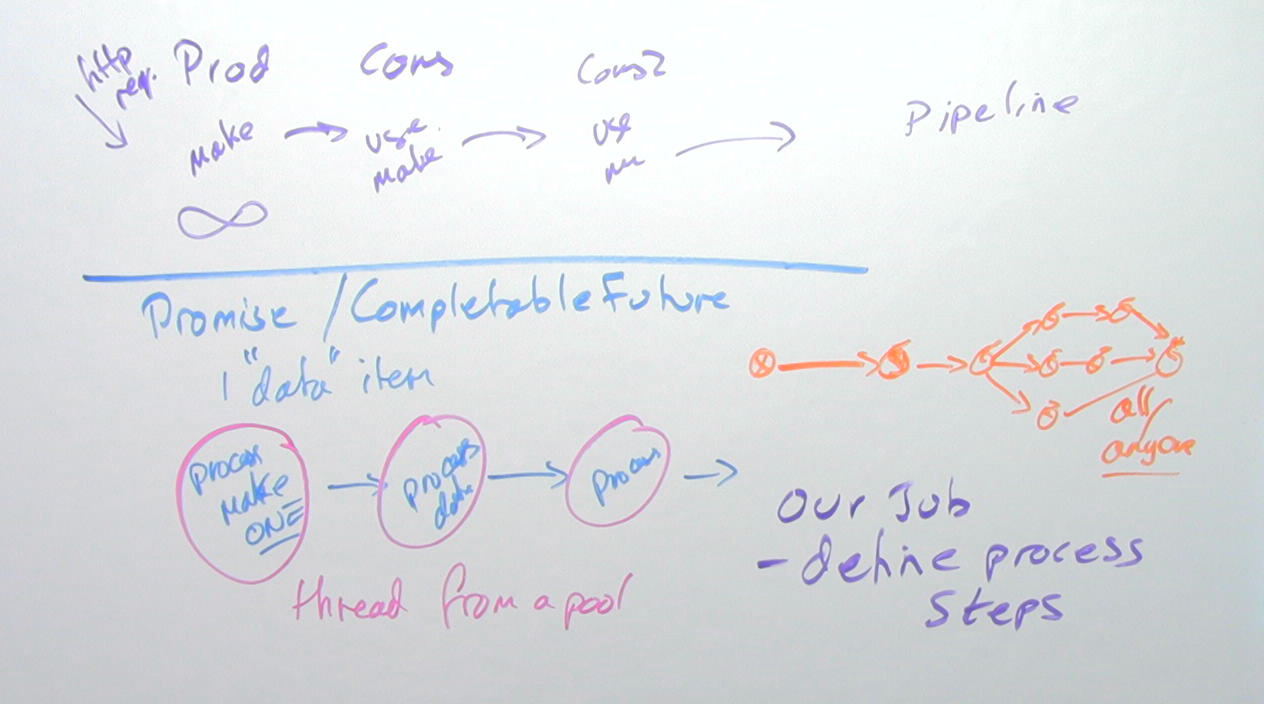 http
req.
Prod
Cons
Cons2
Pipeline
make
use
make
use
∞
Promise / CompletableFuture
1 "data" item
process
make
ONE
process
data
process
thread from a pool
all/
anyone
Our Job
- define process
steps